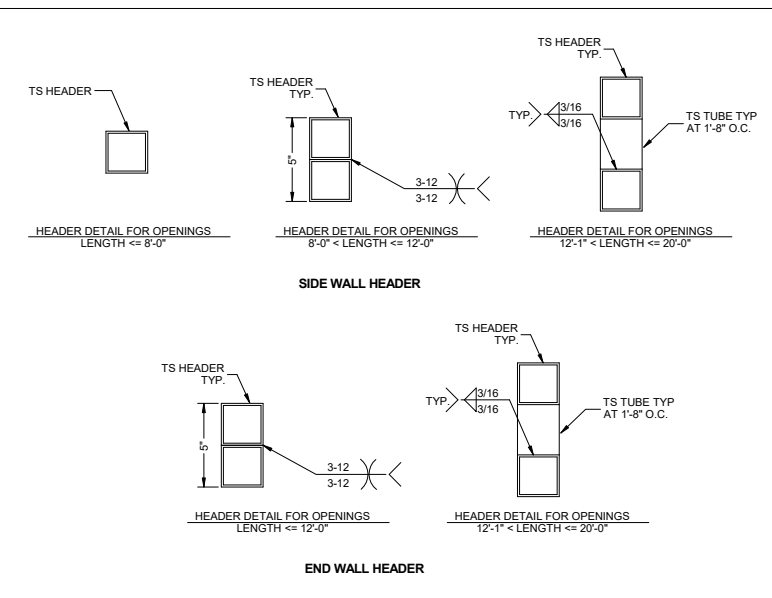 TS HEADER
HEADER DETAIL FOR OPENINGS
LENGTH <= 8'-0"
TS HEADER
TYP.
5"
3-12
3-12
HEADER DETAIL FOR OPENINGS
8'-0" < LENGTH <= 12'-0"
TS HEADER
TYP.
TYP.
3/16
3/16
TS TUBE TYP
AT 1'-8" O.C.
HEADER DETAIL FOR OPENINGS
12'-1" < LENGTH <= 20'-0"
SIDE WALL HEADER
TS HEADER
TYP.
5"
3-12
3-12
HEADER DETAIL FOR OPENINGS
LENGTH <= 12'-0"
TS HEADER
TYP.
TYP.
3/16
3/16
TS TUBE TYP
AT 1'-8" O.C.
HEADER DETAIL FOR OPENINGS
12'-1" < LENGTH <= 20'-0"
END WALL HEADER